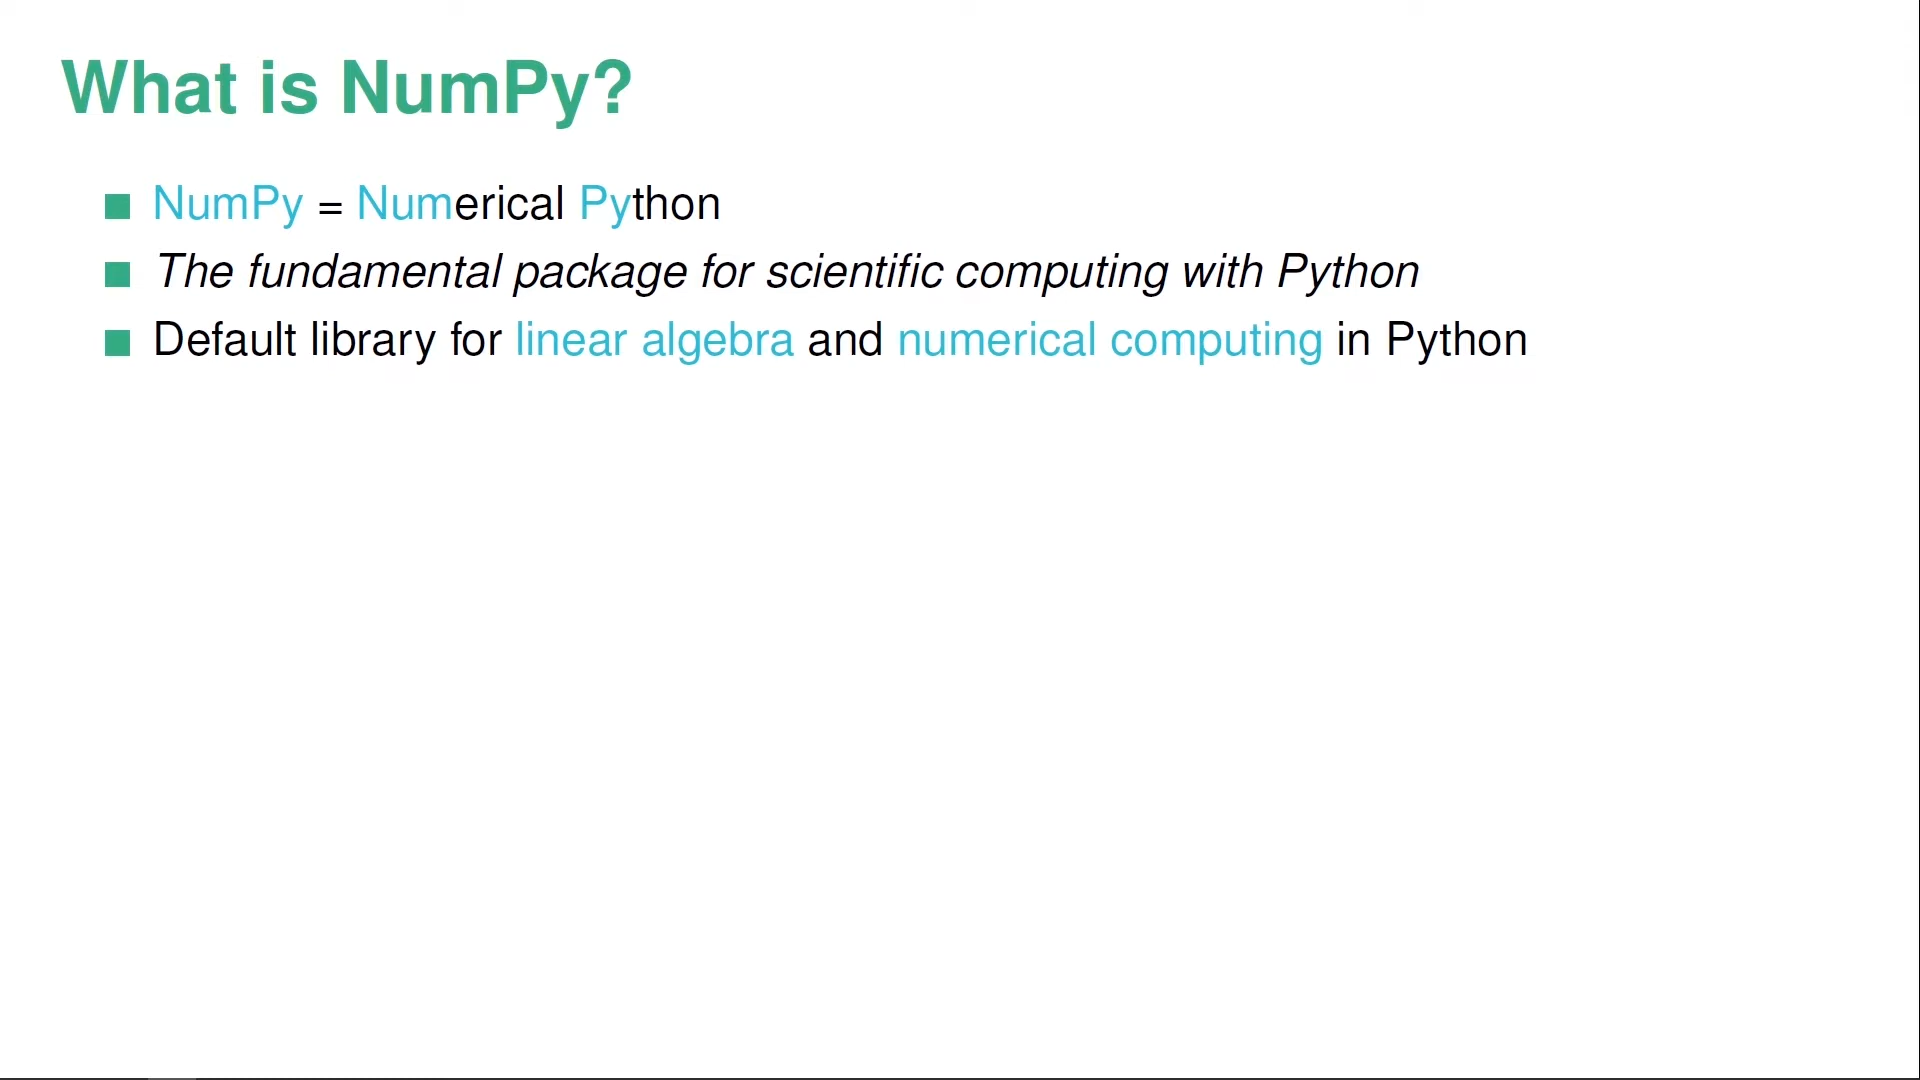 What is NumPy?
NumPy = Numerical Python
The fundamental package for scientific computing with Python
Default library for linear algebra and numerical computing in Python